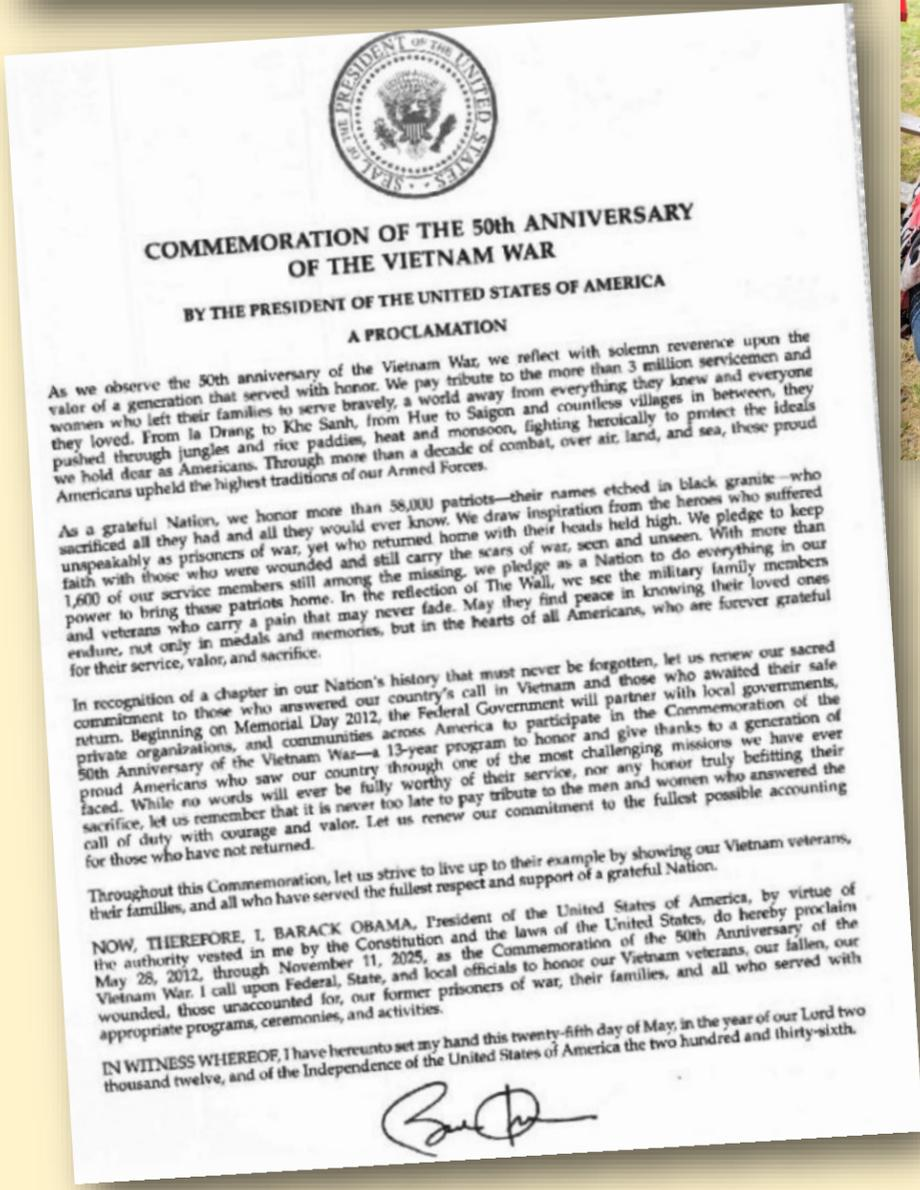 SEAL OF THE PRESIDENT OF THE UNITED STATES
COMMEMORATION OF THE 50th ANNIVERSARY
OF THE VIETNAM WAR
BY THE PRESIDENT OF THE UNITED STATES OF AMERICA
A PROCLAMATION
As we observe the 50th anniversary of the Vietnam War, we reflect with solemn reverence upon the
valor of a generation that served with honor. We pay tribute to the more than 3 million servicemen and
women who left their families to serve bravely, a world away from everything they knew and everyone
they loved. From Ia Drang to Khe Sanh, from Hue to Saigon and countless villages in between, they
pushed through jungles and rice paddies, heat and monsoon, fighting heroically to protect the ideals
we hold dear as Americans. Through more than a decade of combat, over air, land, and sea, these proud
Americans upheld the highest traditions of our Armed Forces.
As a grateful Nation, we honor more than 58,000 patriots—their names etched in black granite—who
sacrificed all they had and all they would ever know. We draw inspiration from the heroes who suffered
unspeakably as prisoners of war, yet who returned home with their heads held high. We pledge to keep
faith with those who were wounded and still carry the scars of war, seen and unseen. With more than
1,600 of our service members still among the missing, we pledge as a Nation to do everything in our
power to bring these patriots home. In the reflection of The Wall, we see the military family members
and veterans who carry a pain that may never fade. May they find peace in knowing their loved ones
endure, not only in medals and memories, but in the hearts of all Americans, who are forever grateful
for their service, valor, and sacrifice.
In recognition of a chapter in our Nation's history that must never be forgotten, let us renew our sacred
commitment to those who answered our country's call in Vietnam and those who awaited their safe
return. Beginning on Memorial Day 2012, the Federal Government will partner with local governments,
private organizations, and communities across America to participate in the Commemoration of the
50th Anniversary of the Vietnam War—a 13-year program to honor and give thanks to a generation of
proud Americans who saw our country through one of the most challenging missions we have ever
faced. While no words will ever be fully worthy of their service, nor any honor truly befitting their
sacrifice, let us remember that it is never too late to pay tribute to the men and women who answered the
call of duty with courage and valor. Let us renew our commitment to the fullest possible accounting
for those who have not returned.
Throughout this Commemoration, let us strive to live up to their example by showing our Vietnam veterans,
their families, and all who have served the fullest respect and support of a grateful Nation.
NOW, THEREFORE, I, BARACK OBAMA, President of the United States of America, by virtue of
the authority vested in me by the Constitution and the laws of the United States, do hereby proclaim
May 28, 2012, through November 11, 2025, as the Commemoration of the 50th Anniversary of the
Vietnam War. I call upon Federal, State, and local officials to honor our Vietnam veterans, our fallen, our
wounded, those unaccounted for, our former prisoners of war, their families, and all who served with
appropriate programs, ceremonies, and activities.
IN WITNESS WHEREOF, I have hereunto set my hand this twenty-fifth day of May, in the year of our Lord two
thousand twelve, and of the Independence of the United States of America the two hundred and thirty-sixth.